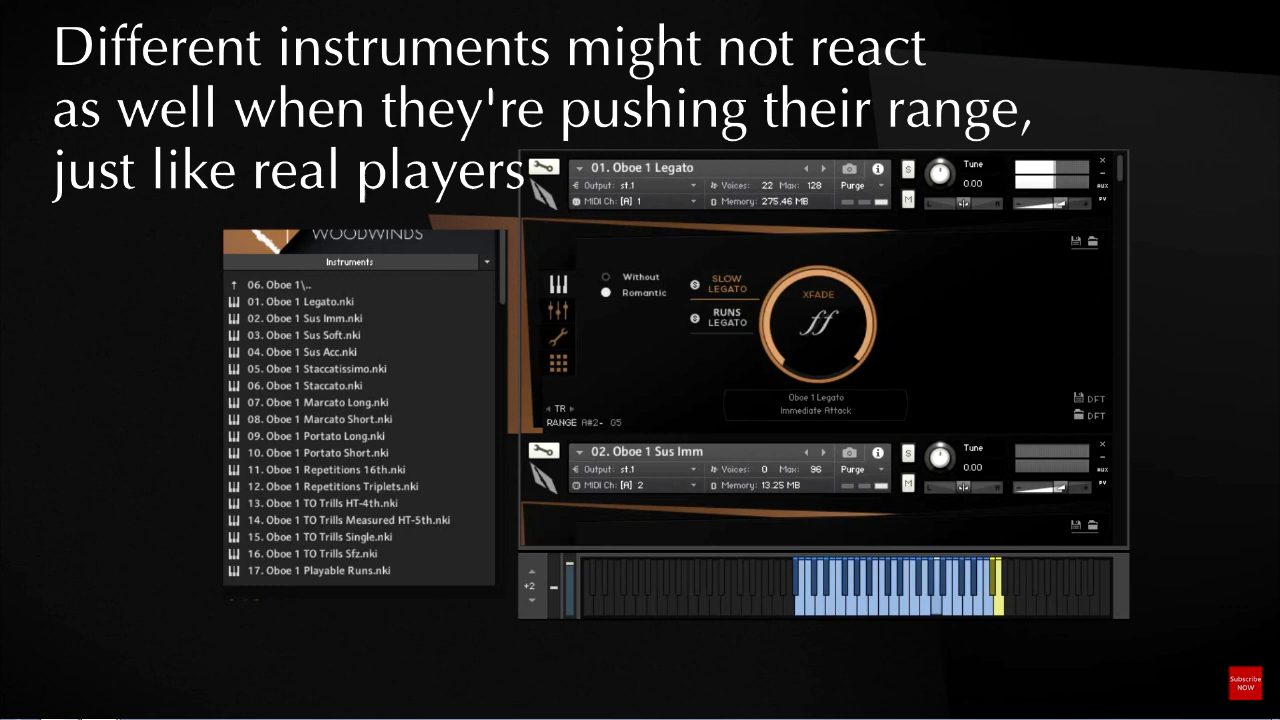 Different instruments might not react
as well when they're pushing their range,
just like real players
01. Oboe 1 Legato
Output: st.1
Voices: 22 Max: 128
Purge
MIDI Ch: [A] 1
Memory: 275.46 MB
S
M
Tune
0.00
L R
- +
×
-
AUX
PV
WOODWINDS
Instruments
06. Oboe 1\..
01. Oboe 1 Legato.nki
02. Oboe 1 Sus Imm.nki
03. Oboe 1 Sus Soft.nki
04. Oboe 1 Sus Acc.nki
05. Oboe 1 Staccatissimo.nki
06. Oboe 1 Staccato.nki
07. Oboe 1 Marcato Long.nki
08. Oboe 1 Marcato Short.nki
09. Oboe 1 Portato Long.nki
10. Oboe 1 Portato Short.nki
11. Oboe 1 Repetitions 16th.nki
12. Oboe 1 Repetitions Triplets.nki
13. Oboe 1 TO Trills HT-4th.nki
14. Oboe 1 TO Trills Measured HT-5th.nki
15. Oboe 1 TO Trills Single.nki
16. Oboe 1 TO Trills Sfz.nki
17. Oboe 1 Playable Runs.nki
Without
Romantic
S SLOW
LEGATO
S RUNS
LEGATO
XFADE
ff
Oboe 1 Legato
Immediate Attack
TR
RANGE A#2- G5
DFT
DFT
02. Oboe 1 Sus Imm
Output: st.1
Voices: 0 Max: 96
Purge
MIDI Ch: [A] 2
Memory: 13.25 MB
S
M
Tune
0.00
L R
- +
×
-
AUX
PV
+2
Subscribe
NOW